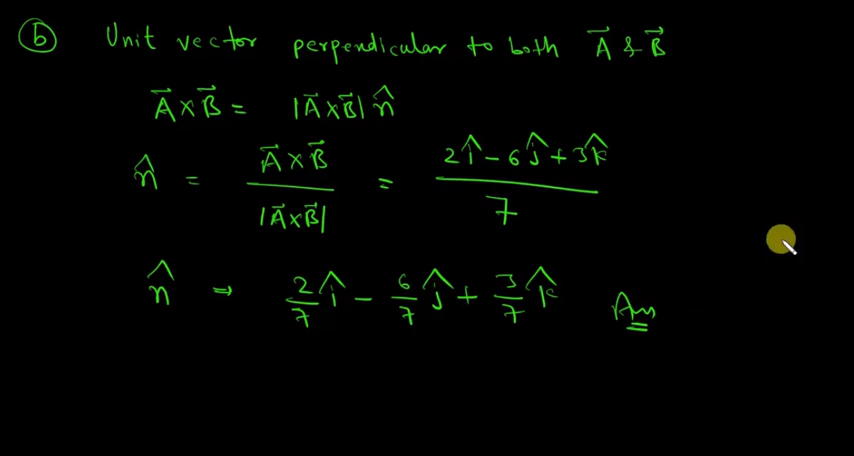 (b) Unit vector perpendicular to both A⃗ & B⃗
A⃗ × B⃗ = |A⃗ × B⃗| n̂
n̂ = (A⃗ × B⃗) / |A⃗ × B⃗| = (2î − 6ĵ + 3k̂) / 7
n̂ → 2/7 î − 6/7 ĵ + 3/7 k̂ Ans